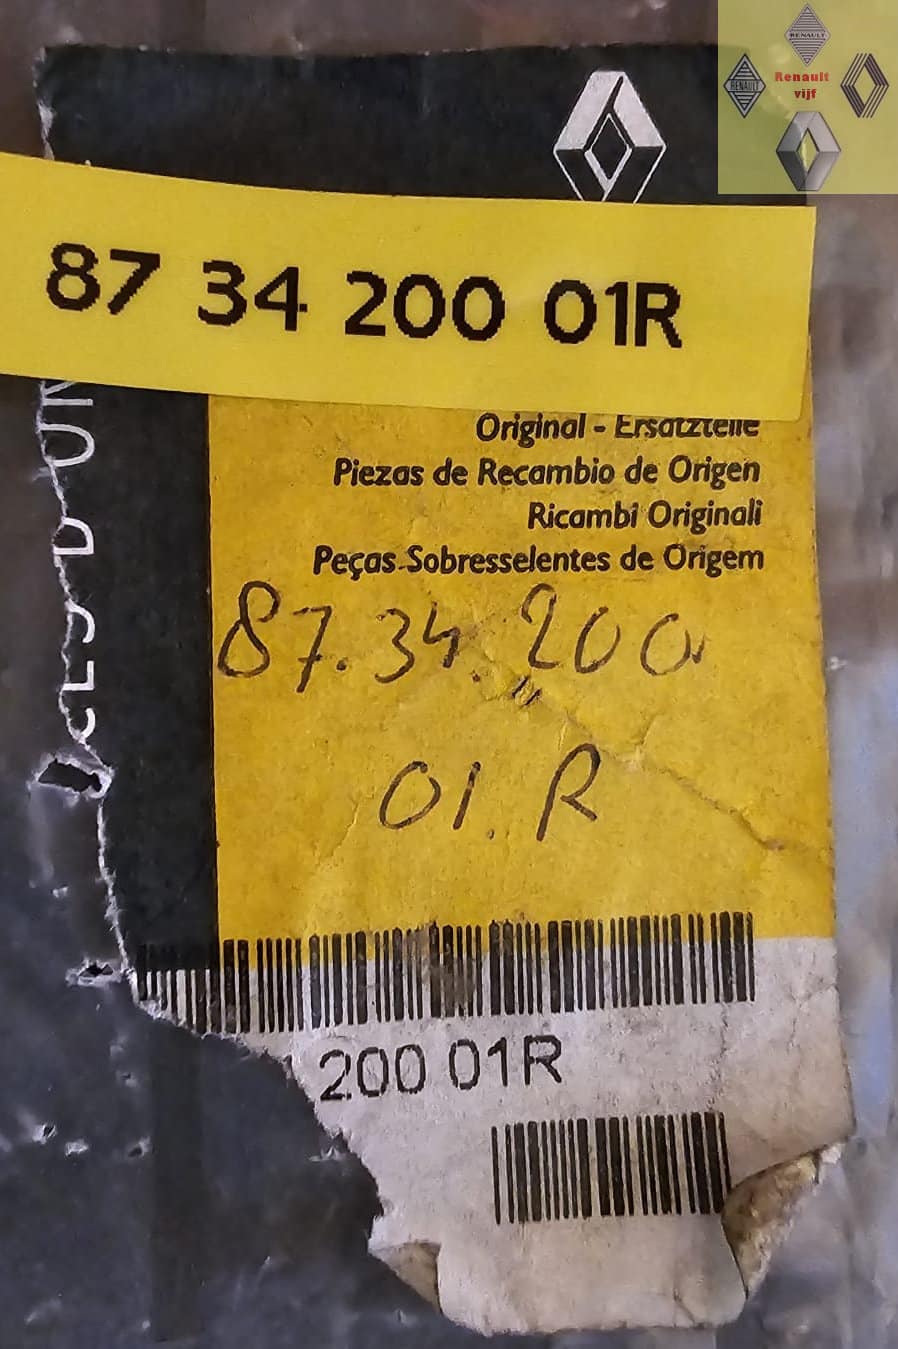 RENAULT
RENAULT
Renault
vijf
87 34 200 01R
Original - Ersatzteile
Piezas de Recambio de Origen
Ricambi Originali
Peças Sobresselentes de Origem
87.34.200
01.R
200 01R